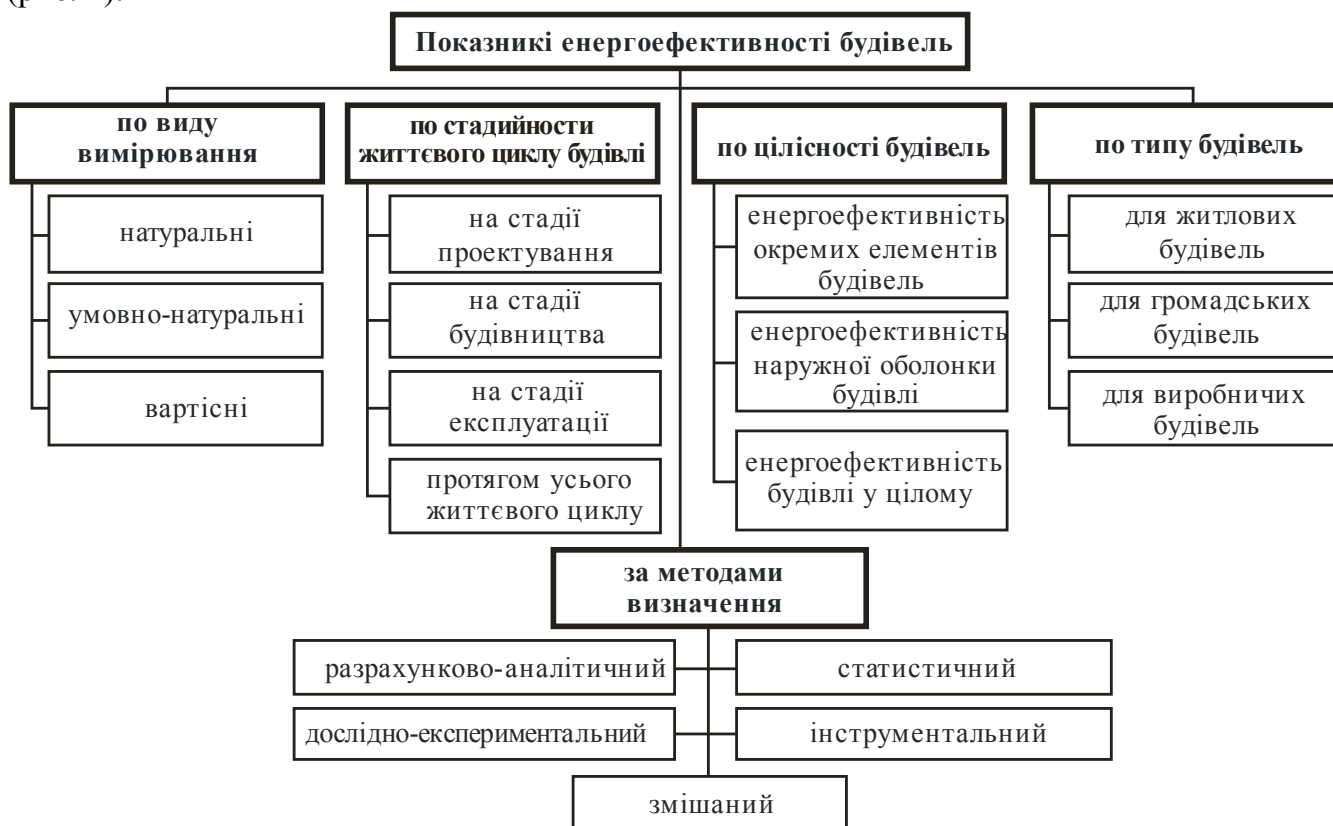 Показникі енергоефективності будівель
по виду
вимірювання
натуральні
умовно-натуральні
вартісні
по стадийности
життєвого циклу будівлі
на стадії
проектування
на стадії
будівництва
на стадії
експлуатації
протягом усього
життєвого циклу
по цілісності будівель
енергоефективність
окремих елементів
будівель
енергоефективність
наружної оболонки
будівлі
енергоефективність
будівлі у цілому
по типу будівель
для житлових
будівель
для громадських
будівель
для виробничих
будівель
за методами
визначення
разрахунково-аналітичний
статистичний
дослідно-експериментальний
інструментальний
змішаний